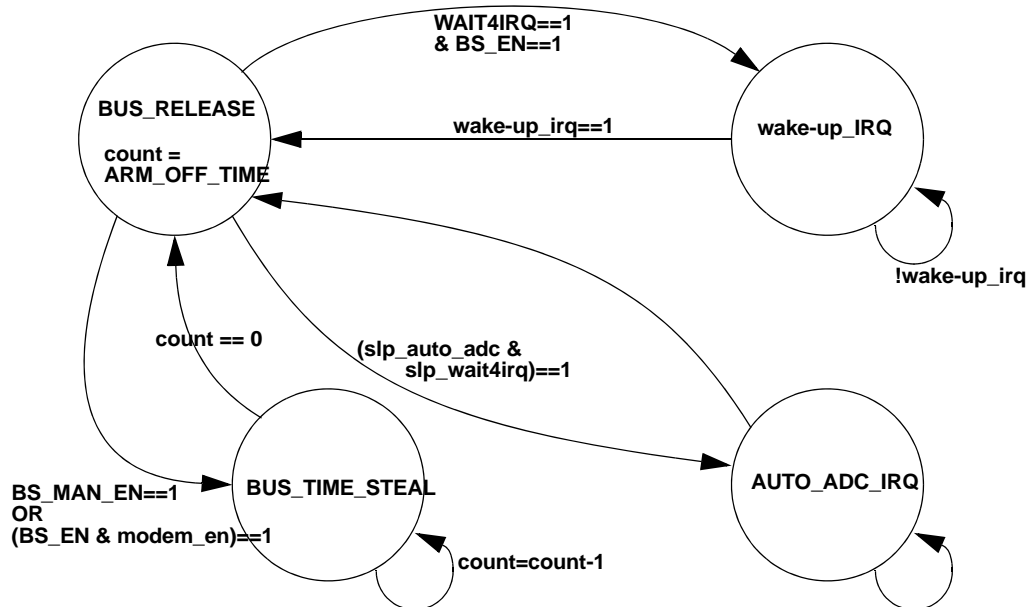 WAIT4IRQ==1
& BS_EN==1
BUS_RELEASE
count =
ARM_OFF_TIME
wake-up_irq==1
wake-up_IRQ
!wake-up_irq
count == 0
(slp_auto_adc &
slp_wait4irq)==1
BS_MAN_EN==1
OR
(BS_EN & modem_en)==1
BUS_TIME_STEAL
AUTO_ADC_IRQ
count=count-1